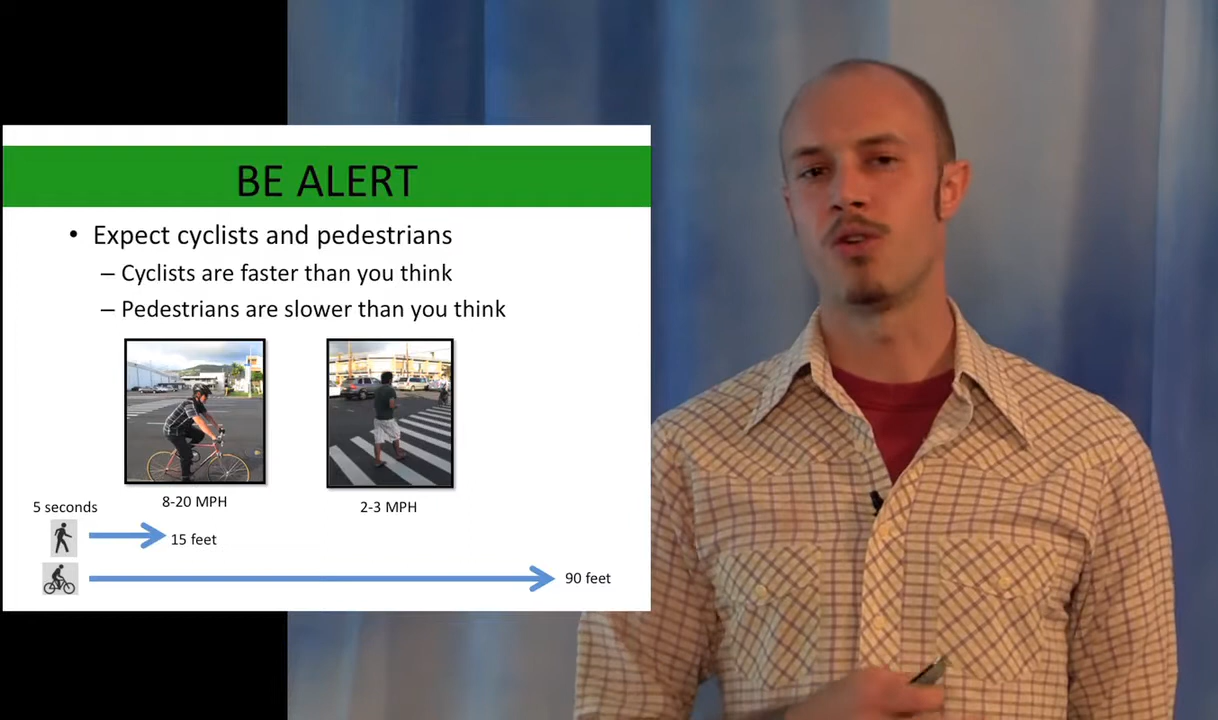 BE ALERT
• Expect cyclists and pedestrians
– Cyclists are faster than you think
– Pedestrians are slower than you think
8-20 MPH
2-3 MPH
5 seconds
15 feet
90 feet